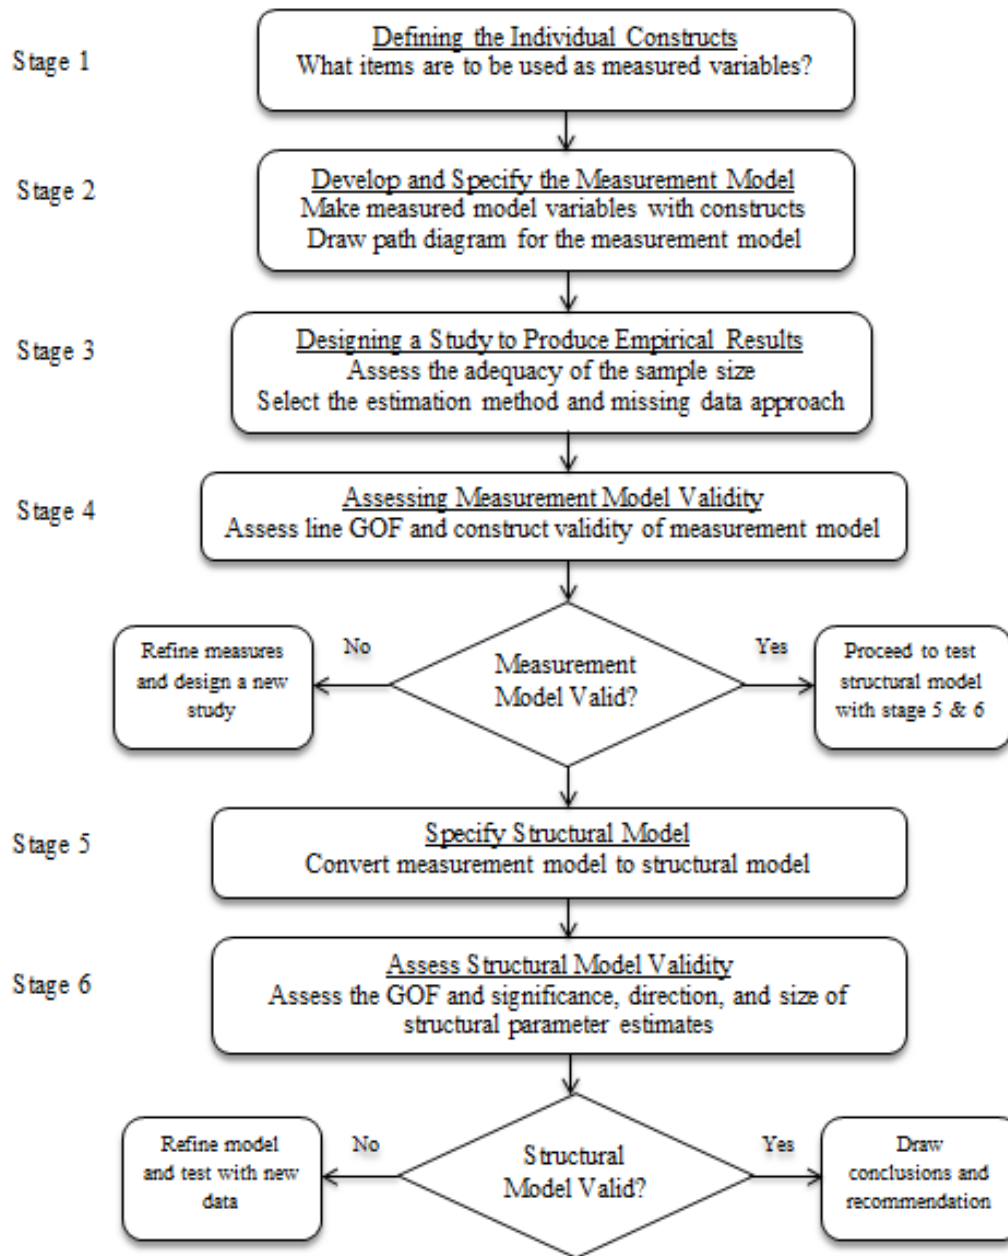 Stage 1
Defining the Individual Constructs
What items are to be used as measured variables?
Stage 2
Develop and Specify the Measurement Model
Make measured model variables with constructs
Draw path diagram for the measurement model
Stage 3
Designing a Study to Produce Empirical Results
Assess the adequacy of the sample size
Select the estimation method and missing data approach
Stage 4
Assessing Measurement Model Validity
Assess line GOF and construct validity of measurement model
Refine measures
and design a new
study
No
Measurement
Model Valid?
Yes
Proceed to test
structural model
with stage 5 & 6
Stage 5
Specify Structural Model
Convert measurement model to structural model
Stage 6
Assess Structural Model Validity
Assess the GOF and significance, direction, and size of
structural parameter estimates
Refine model
and test with new
data
No
Structural
Model Valid?
Yes
Draw
conclusions and
recommendation